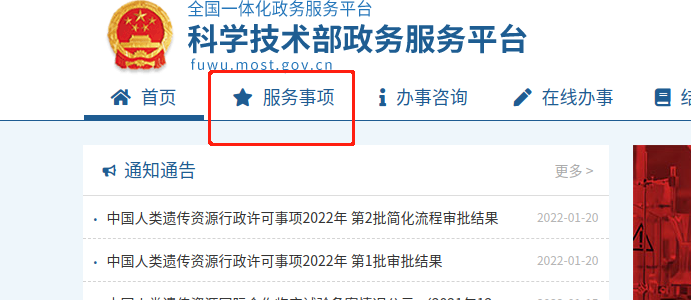 全国一体化政务服务平台
科学技术部政务服务平台
fuwu.most.gov.cn
首页 服务事项 办事咨询 在线办事
通知通告 更多 >
中国人类遗传资源行政许可事项2022年 第2批简化流程审批结果 2022-01-20
中国人类遗传资源行政许可事项2022年 第1批审批结果 2022-01-20